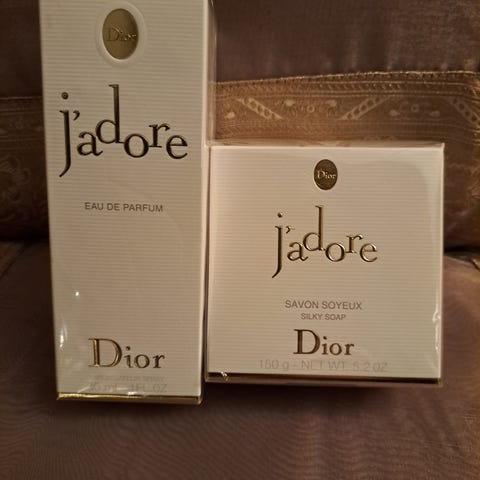 Dior
j'adore
EAU DE PARFUM
Dior
Dior
j'adore
SAVON SOYEUX
SILKY SOAP
Dior
150 g - NET WT. 5.2 OZ